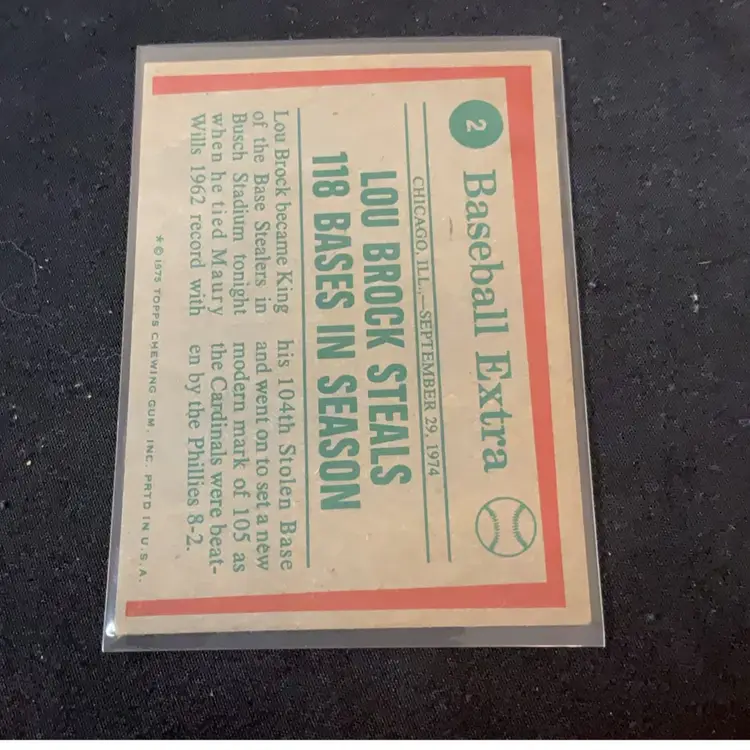 2
Baseball Extra
CHICAGO, ILL.,—SEPTEMBER 29, 1974
LOU BROCK STEALS
118 BASES IN SEASON
Lou Brock became King
of the Base Stealers in
Busch Stadium tonight
when he tied Maury
Wills 1962 record with
his 104th Stolen Base
and went on to set a new
modern mark of 105 as
the Cardinals were beat-
en by the Phillies 8-2.
* © 1975 TOPPS CHEWING GUM, INC. PRTD IN U.S.A.